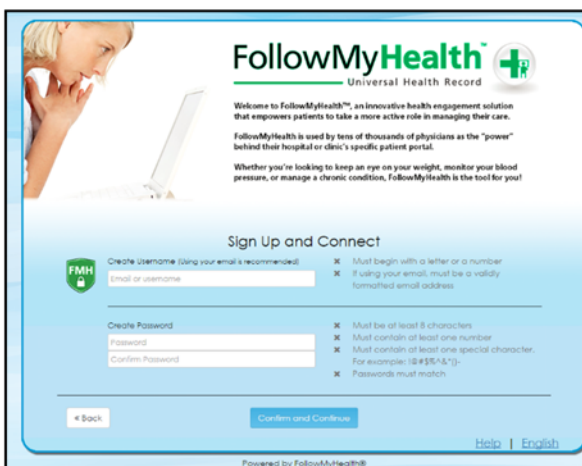 FollowMyHealth™
Universal Health Record
Welcome to FollowMyHealth™, an innovative health engagement solution
that empowers patients to take a more active role in managing their care.
FollowMyHealth is used by tens of thousands of physicians as the "power"
behind their hospital or clinic's specific patient portal.
Whether you're looking to keep an eye on your weight, monitor your blood
pressure, or manage a chronic condition, FollowMyHealth is the tool for you!
Sign Up and Connect
FMH
Create Username (Using your email is recommended)
Email or username
✖ Must begin with a letter or a number
✖ If using your email, must be a validly
formatted email address
Create Password
Password
Confirm Password
✖ Must be at least 8 characters
✖ Must contain at least one number
✖ Must contain at least one special character.
For example: !@#$%^&*()-
✖ Passwords must match
« Back
Confirm and Continue
Help | English
Powered by FollowMyHealth®